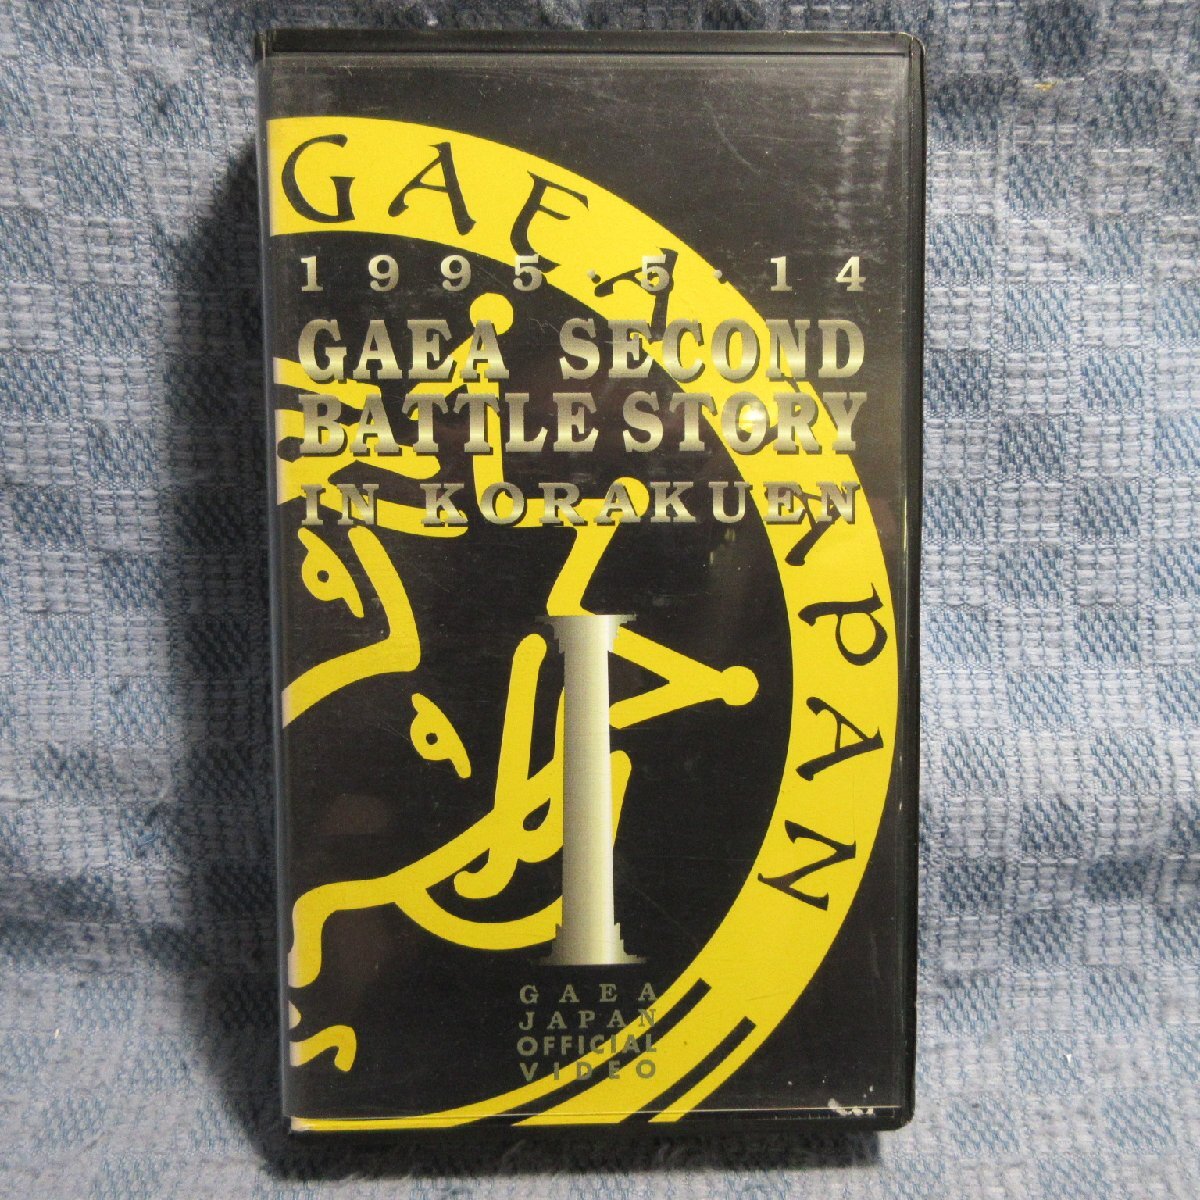 GAEA JAPAN
1995・5・14
GAEA SECOND
BATTLE STORY
IN KORAKUEN
I
GAEA
JAPAN
OFFICIAL
VIDEO